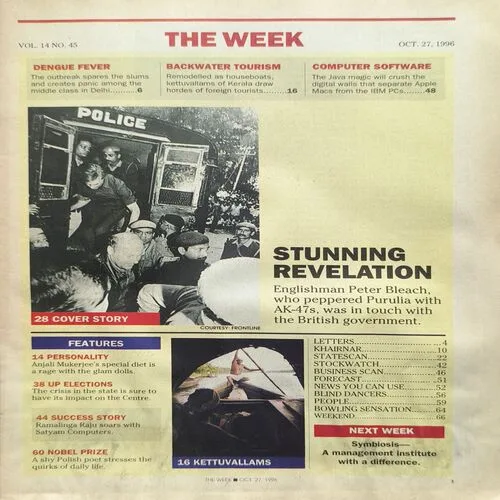 THE WEEK
VOL. 14 NO. 45
OCT. 27, 1996
DENGUE FEVER
The outbreak spares the slums
and creates panic among the
middle class in Delhi..........6
BACKWATER TOURISM
Remodelled as houseboats,
kettuvallams of Kerala draw
hordes of foreign tourists........16
COMPUTER SOFTWARE
The Java magic will crush the
digital walls that separate Apple
Macs from the IBM PCs........48
POLICE
28 COVER STORY
COURTESY: FRONTLINE
STUNNING
REVELATION
Englishman Peter Bleach,
who peppered Purulia with
AK-47s, was in touch with
the British government.
FEATURES
14 PERSONALITY
Anjali Mukerjee's special diet is
a rage with the glam dolls.
38 UP ELECTIONS
The crisis in the state is sure to
have its impact on the Centre.
44 SUCCESS STORY
Ramalinga Raju soars with
Satyam Computers.
60 NOBEL PRIZE
A shy Polish poet stresses the
quirks of daily life.
16 KETTUVALLAMS
LETTERS........4
KHAIRNAR........10
STATESCAN........22
STOCKWATCH........42
BUSINESS SCAN........46
FORECAST........51
NEWS YOU CAN USE........52
BLIND DANCERS........56
PEOPLE........59
BOWLING SENSATION........64
WEEKEND........66
NEXT WEEK
Symbiosis—
A management institute
with a difference.
THE WEEK ■ OCT. 27, 1996